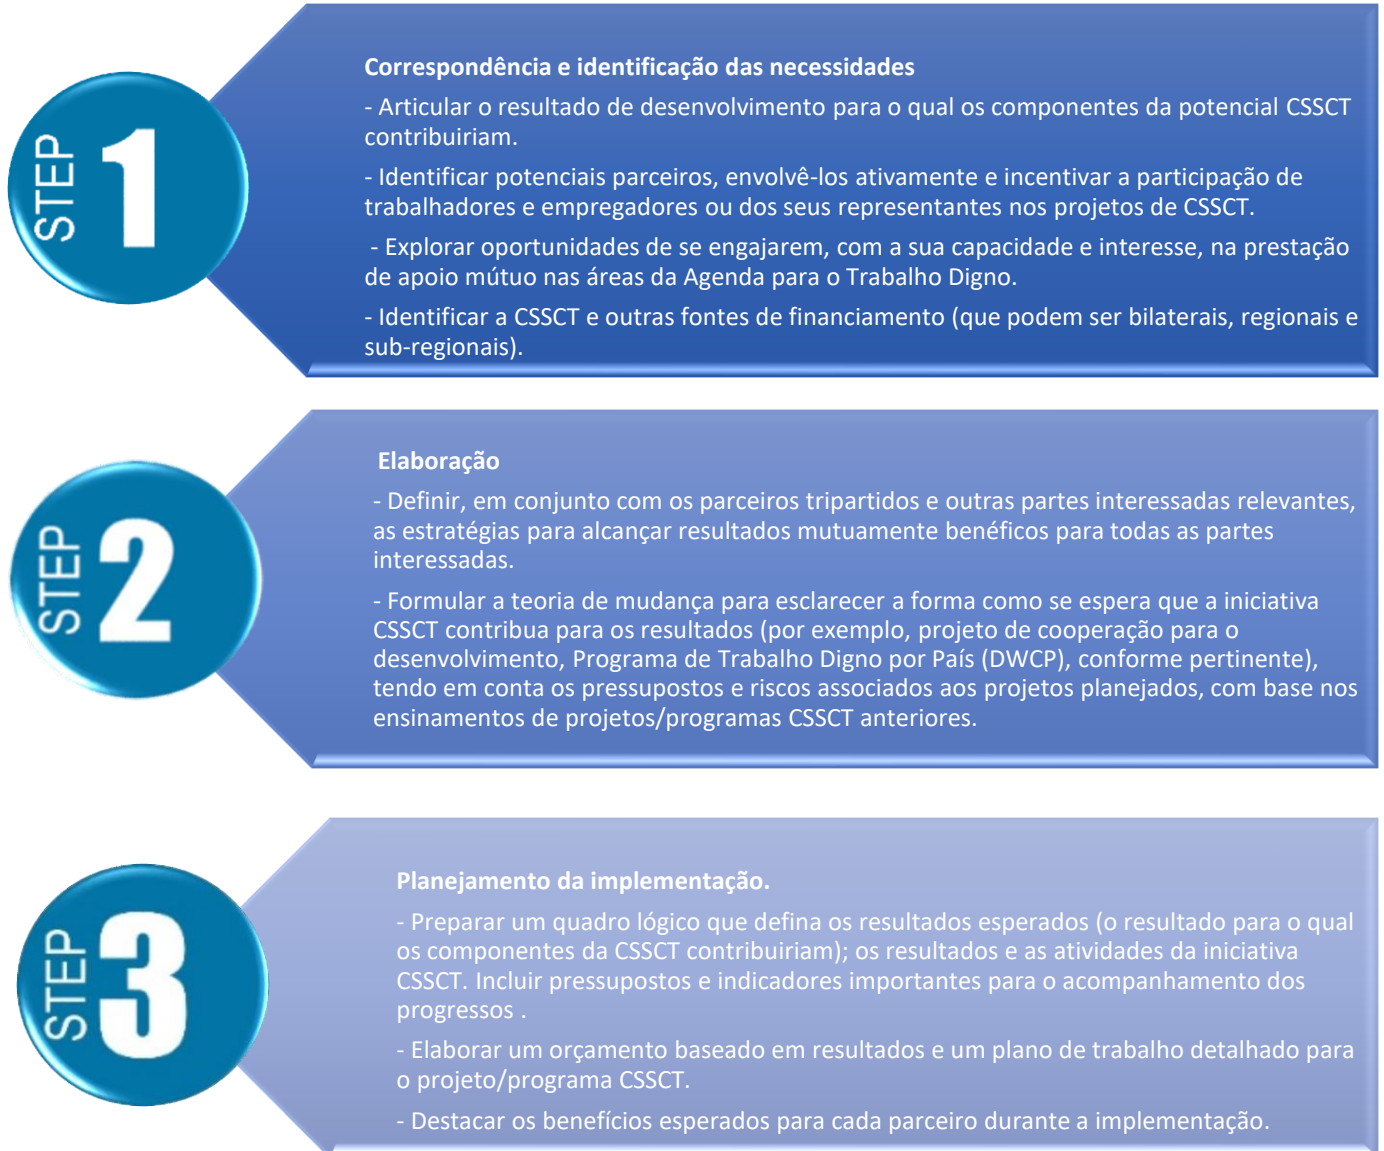 STEP 1
Correspondência e identificação das necessidades
- Articular o resultado de desenvolvimento para o qual os componentes da potencial CSSCT
contribuiriam.
- Identificar potenciais parceiros, envolvê-los ativamente e incentivar a participação de
trabalhadores e empregadores ou dos seus representantes nos projetos de CSSCT.
- Explorar oportunidades de se engajarem, com a sua capacidade e interesse, na prestação
de apoio mútuo nas áreas da Agenda para o Trabalho Digno.
- Identificar a CSSCT e outras fontes de financiamento (que podem ser bilaterais, regionais e
sub-regionais).
STEP 2
Elaboração
- Definir, em conjunto com os parceiros tripartidos e outras partes interessadas relevantes,
as estratégias para alcançar resultados mutuamente benéficos para todas as partes
interessadas.
- Formular a teoria de mudança para esclarecer a forma como se espera que a iniciativa
CSSCT contribua para os resultados (por exemplo, projeto de cooperação para o
desenvolvimento, Programa de Trabalho Digno por País (DWCP), conforme pertinente),
tendo em conta os pressupostos e riscos associados aos projetos planejados, com base nos
ensinamentos de projetos/programas CSSCT anteriores.
STEP 3
Planejamento da implementação.
- Preparar um quadro lógico que defina os resultados esperados (o resultado para o qual
os componentes da CSSCT contribuiriam); os resultados e as atividades da iniciativa
CSSCT. Incluir pressupostos e indicadores importantes para o acompanhamento dos
progressos .
- Elaborar um orçamento baseado em resultados e um plano de trabalho detalhado para
o projeto/programa CSSCT.
- Destacar os benefícios esperados para cada parceiro durante a implementação.